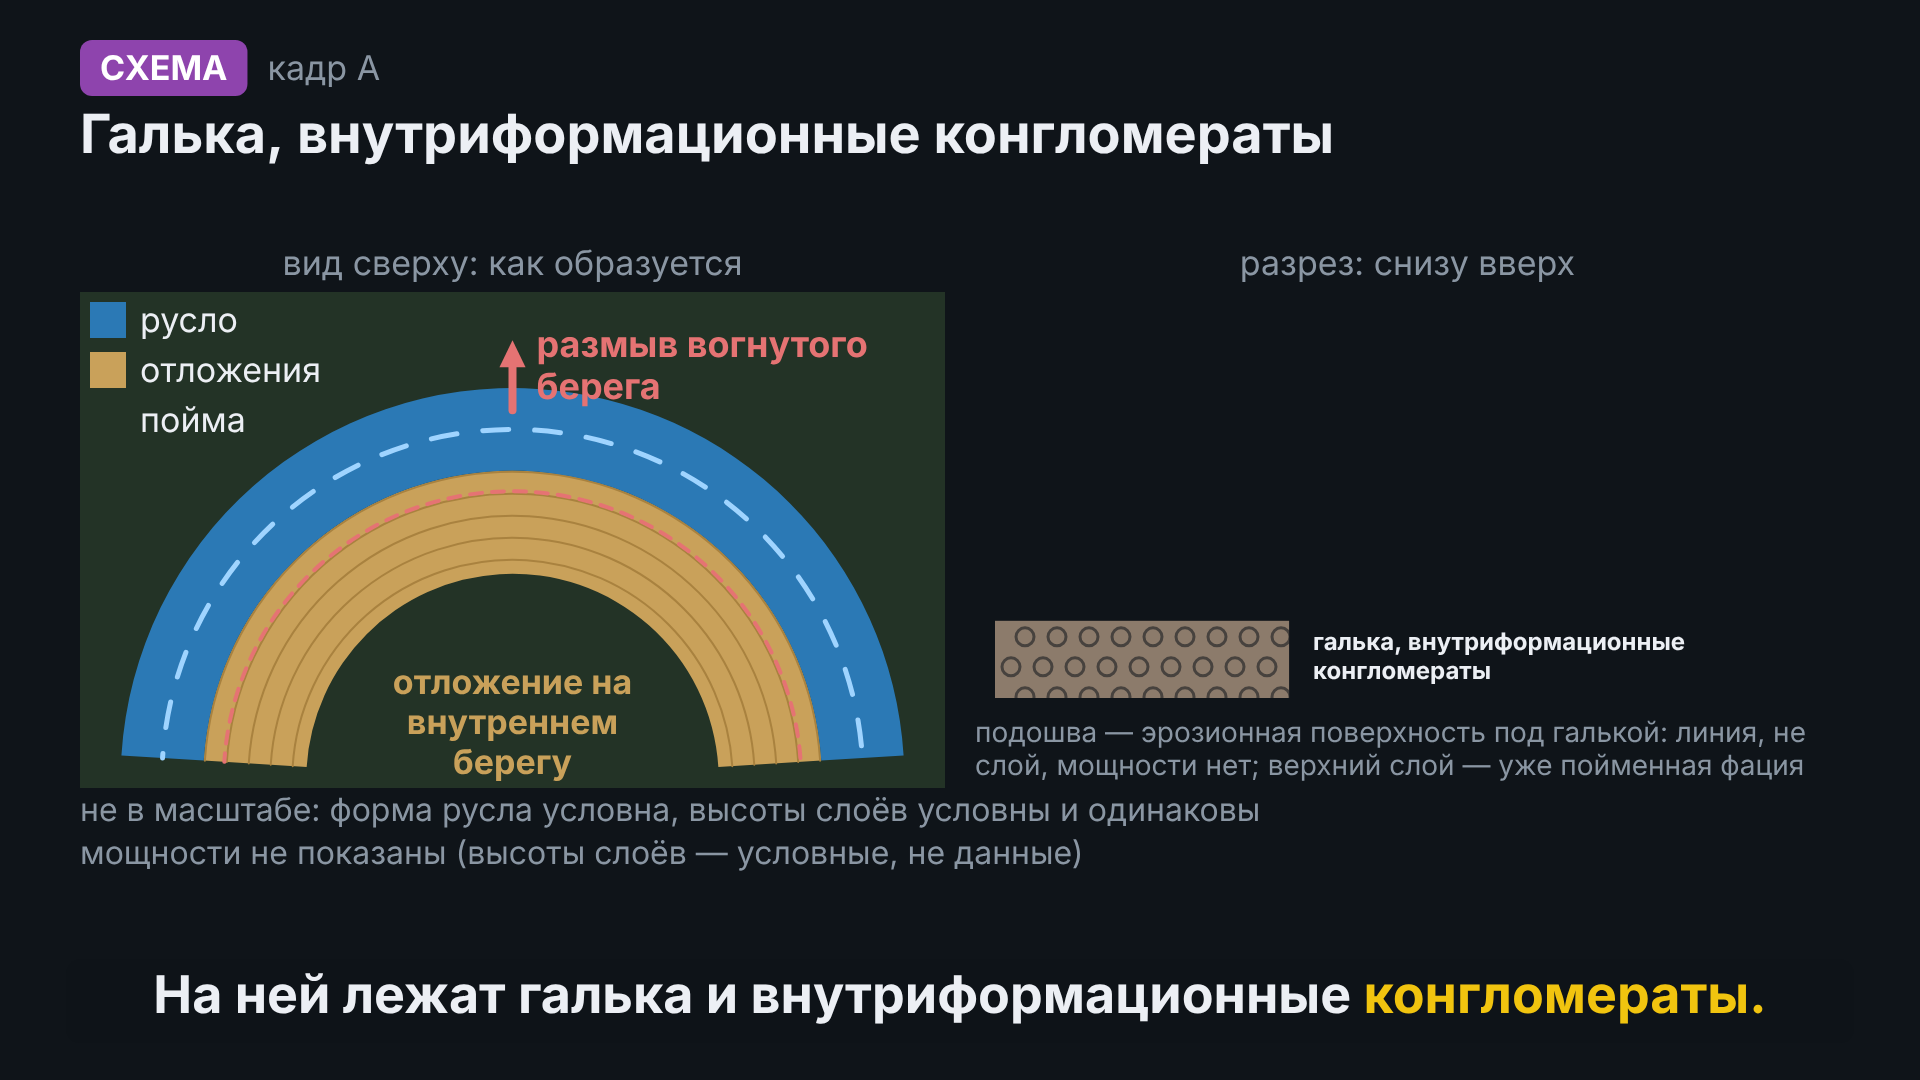 СХЕМА кадр А
Галька, внутриформационные конгломераты
вид сверху: как образуется
русло
отложения
пойма
размыв вогнутого
берега
отложение на
внутреннем
берегу
разрез: снизу вверх
галька, внутриформационные
конгломераты
подошва — эрозионная поверхность под галькой: линия, не
слой, мощности нет; верхний слой — уже пойменная фация
не в масштабе: форма русла условна, высоты слоёв условны и одинаковы
мощности не показаны (высоты слоёв — условные, не данные)
На ней лежат галька и внутриформационные конгломераты.